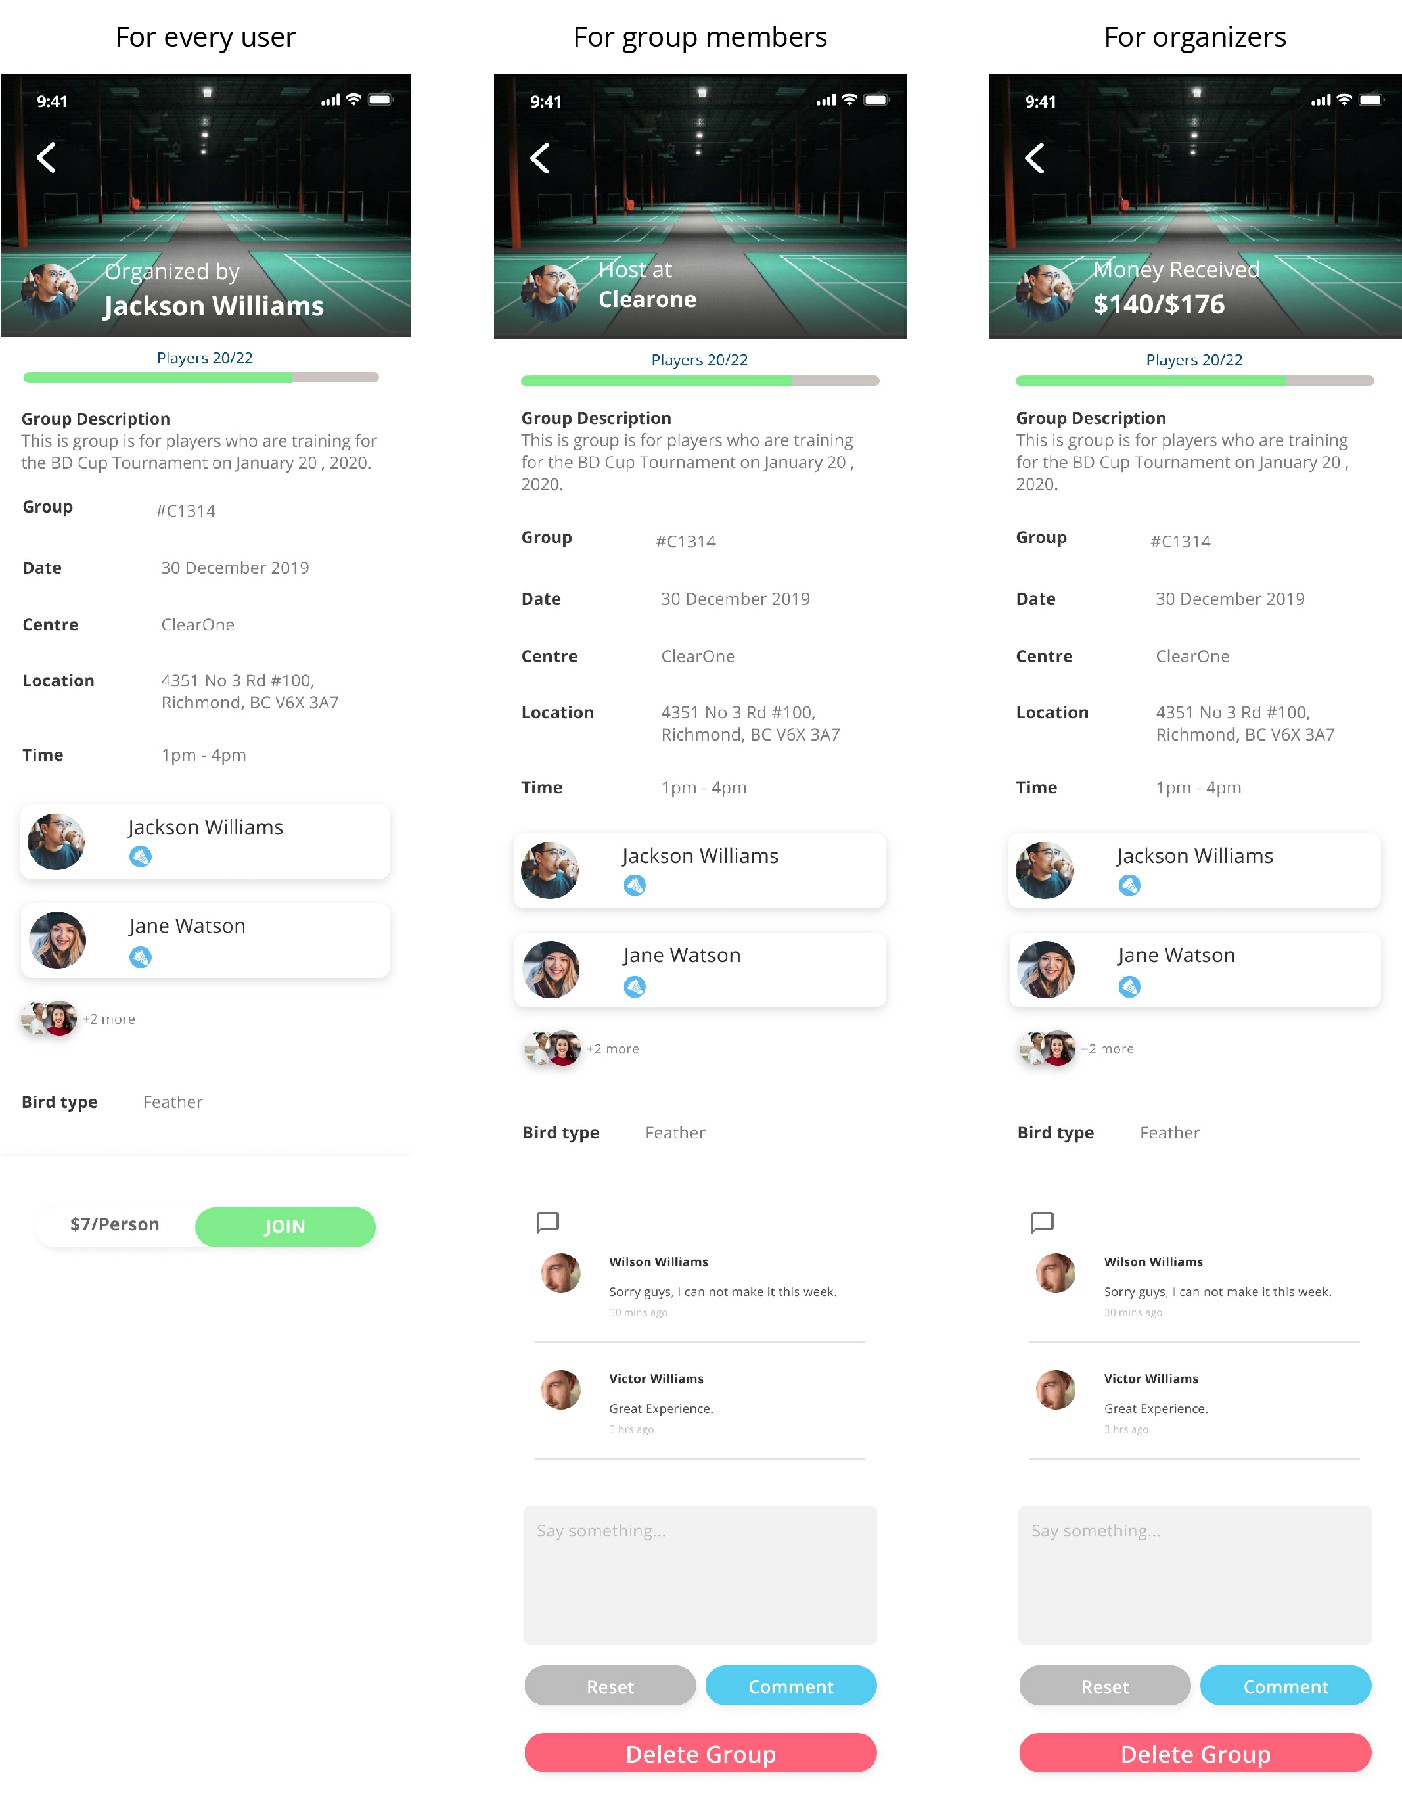 For every user
9:41
Organized by
Jackson Williams
Players 20/22
Group Description
This is group is for players who are training for
the BD Cup Tournament on January 20 , 2020.
Group #C1314
Date 30 December 2019
Centre ClearOne
Location 4351 No 3 Rd #100,
Richmond, BC V6X 3A7
Time 1pm - 4pm
Jackson Williams
Jane Watson
+2 more
Bird type Feather
$7/Person JOIN
For group members
9:41
Host at
Clearone
Players 20/22
Group Description
This is group is for players who are training
for the BD Cup Tournament on January 20 ,
2020.
Group #C1314
Date 30 December 2019
Centre ClearOne
Location 4351 No 3 Rd #100,
Richmond, BC V6X 3A7
Time 1pm - 4pm
Jackson Williams
Jane Watson
+2 more
Bird type Feather
Wilson Williams
Sorry guys, I can not make it this week.
30 mins ago
Victor Williams
Great Experience.
3 hrs ago
Say something...
Reset Comment
Delete Group
For organizers
9:41
Money Received
$140/$176
Players 20/22
Group Description
This is group is for players who are training
for the BD Cup Tournament on January 20 ,
2020.
Group #C1314
Date 30 December 2019
Centre ClearOne
Location 4351 No 3 Rd #100,
Richmond, BC V6X 3A7
Time 1pm - 4pm
Jackson Williams
Jane Watson
+2 more
Bird type Feather
Wilson Williams
Sorry guys, I can not make it this week.
30 mins ago
Victor Williams
Great Experience.
3 hrs ago
Say something...
Reset Comment
Delete Group